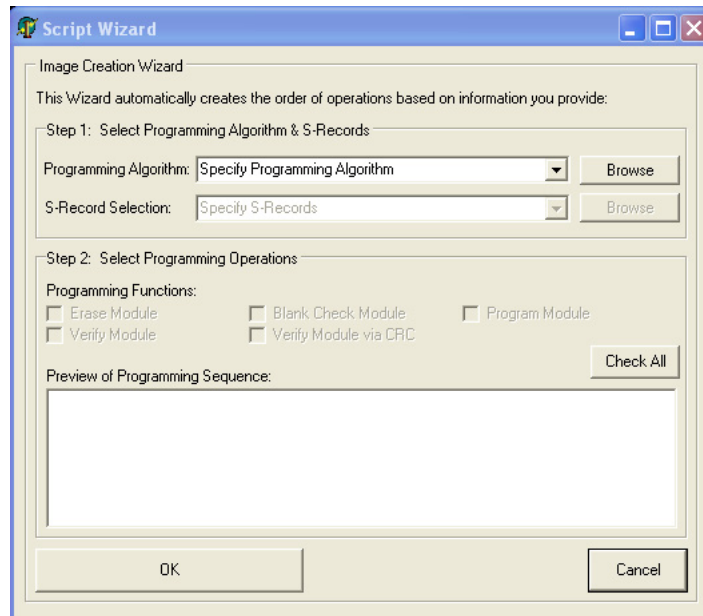 Script Wizard
Image Creation Wizard
This Wizard automatically creates the order of operations based on information you provide:
Step 1: Select Programming Algorithm & S-Records
Programming Algorithm: Specify Programming Algorithm Browse
S-Record Selection: Specify S-Records Browse
Step 2: Select Programming Operations
Programming Functions:
Erase Module Blank Check Module Program Module
Verify Module Verify Module via CRC
Check All
Preview of Programming Sequence:
OK Cancel